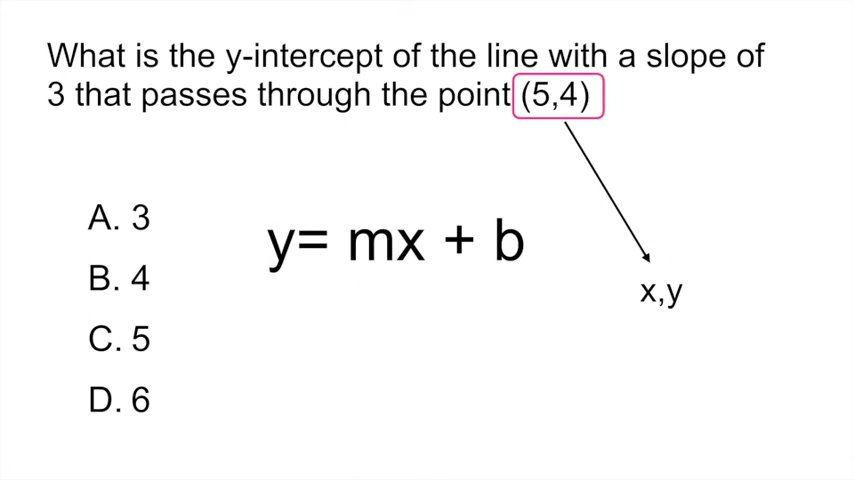 What is the y-intercept of the line with a slope of
3 that passes through the point (5,4)
A. 3
y= mx + b
B. 4
x,y
C. 5
D. 6